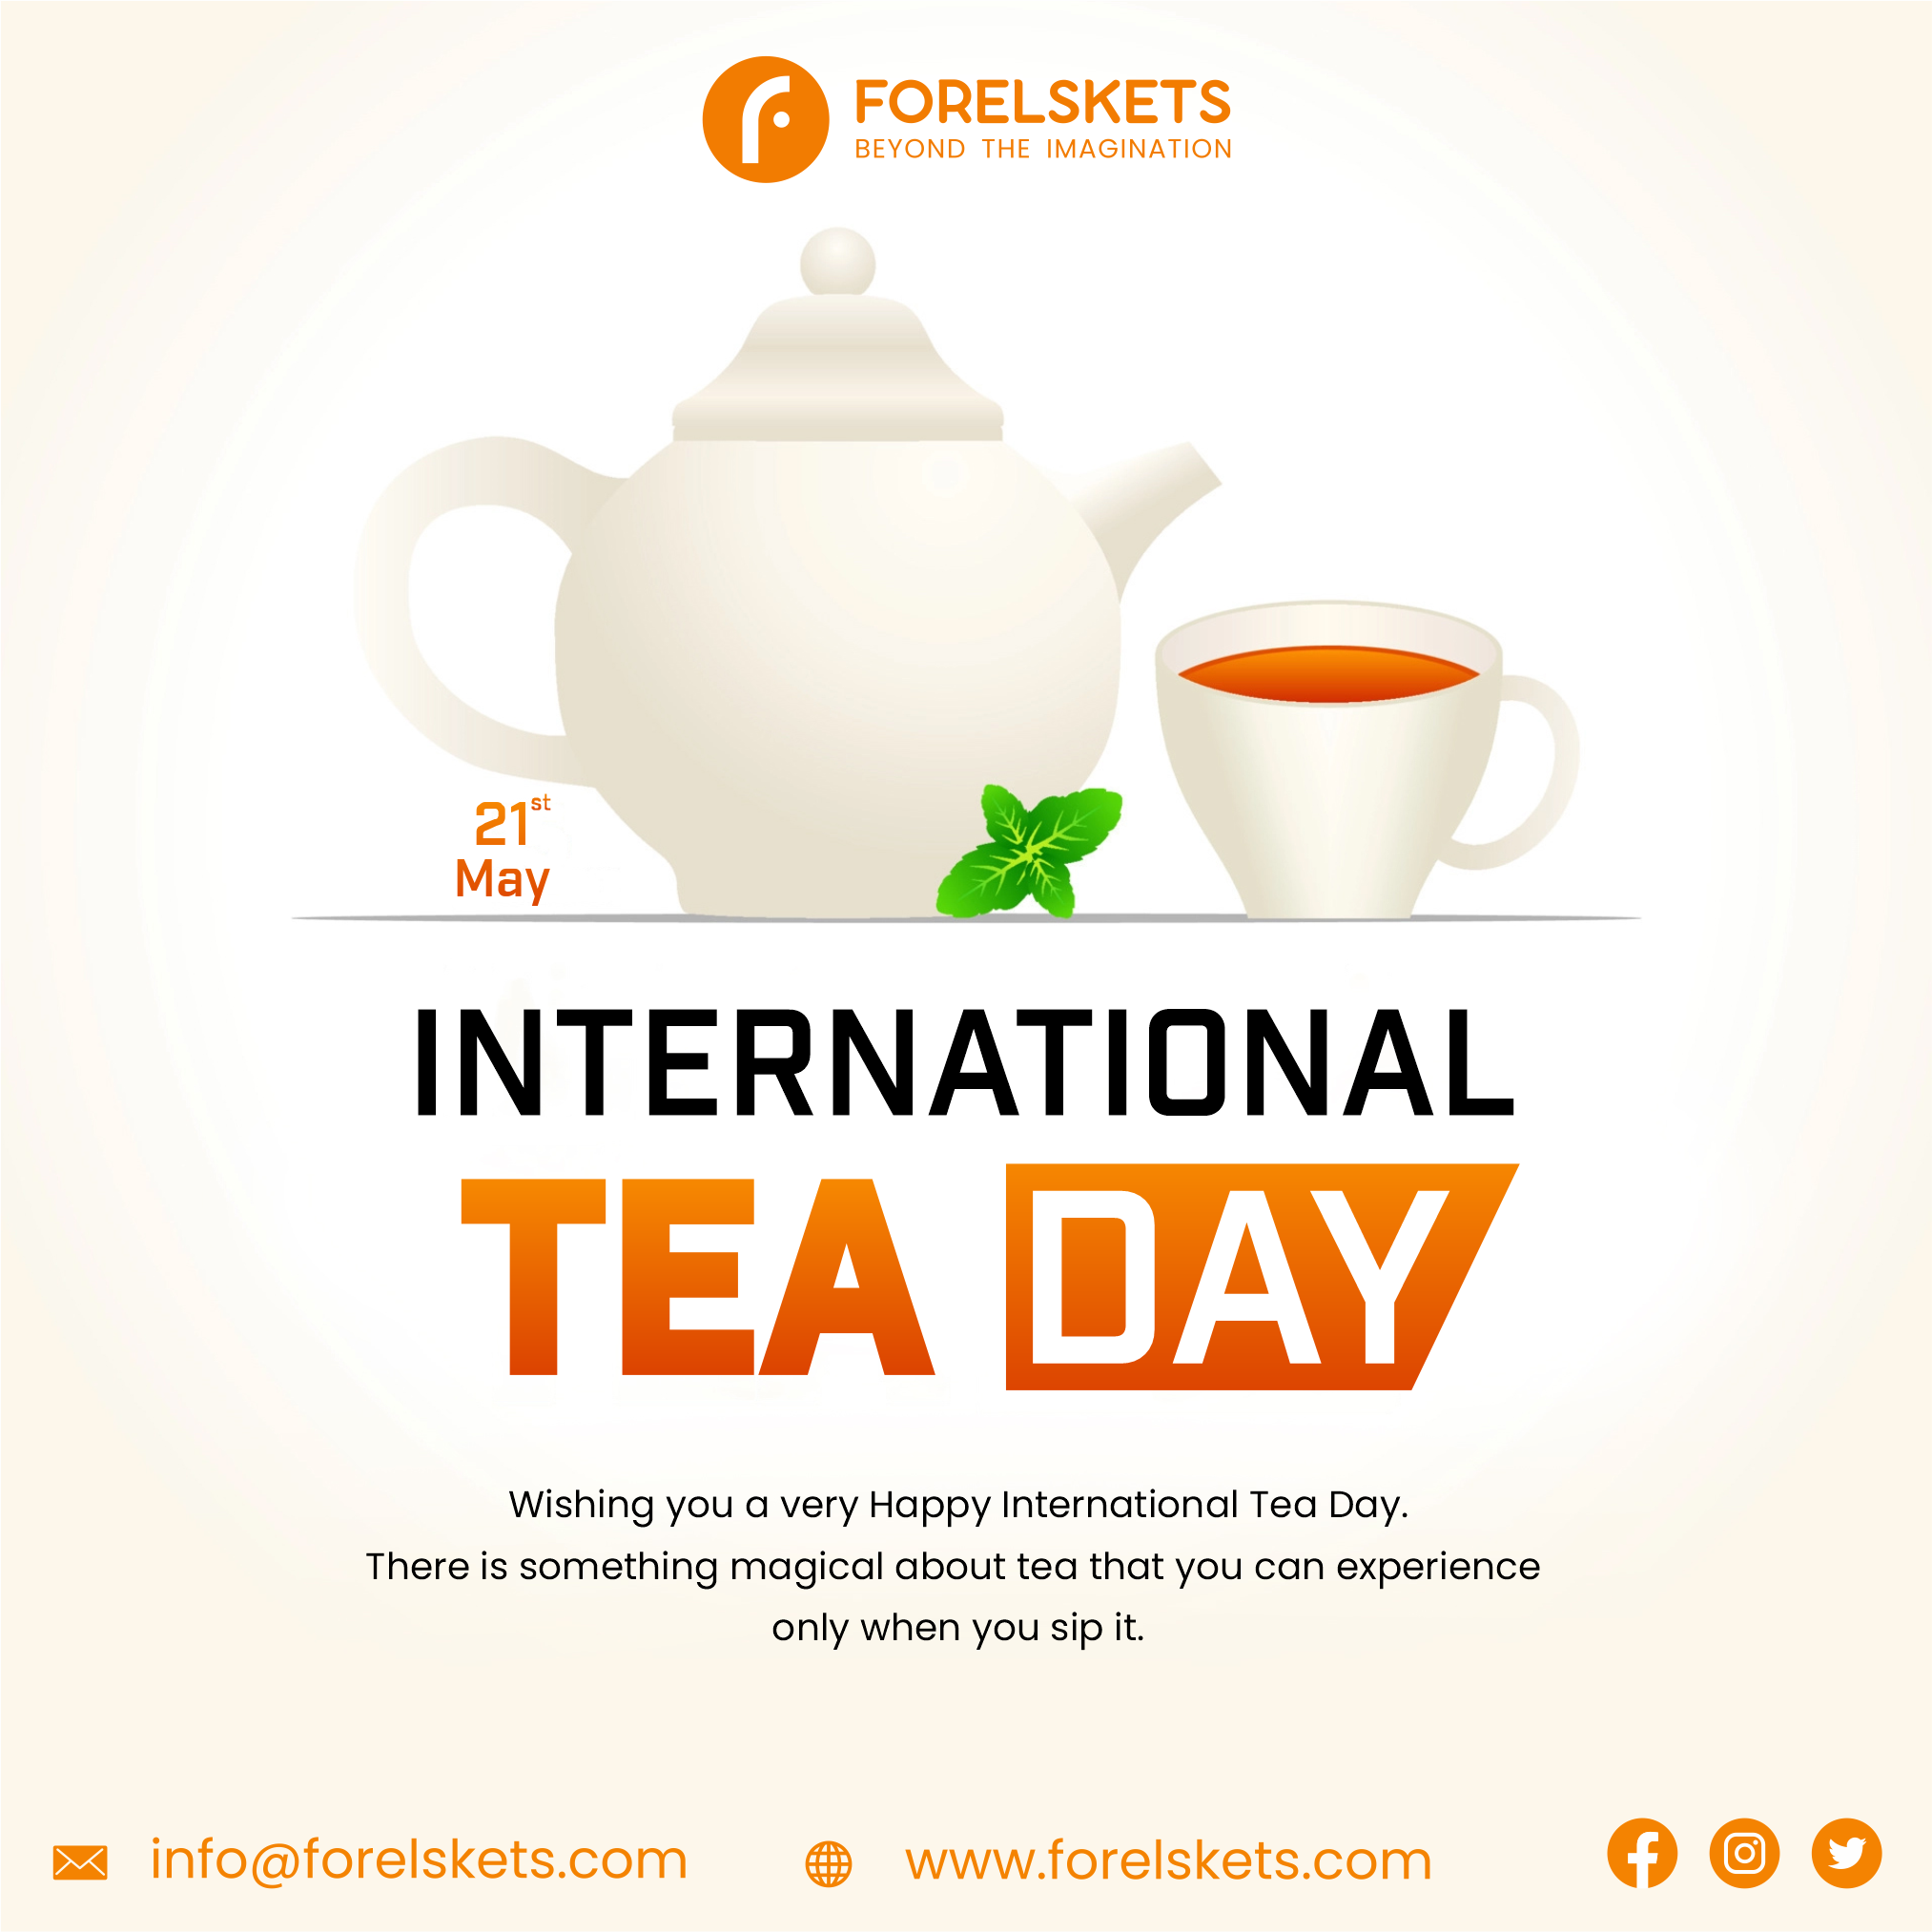 FORELSKETS
BEYOND THE IMAGINATION
21st
May
INTERNATIONAL
TEA DAY
Wishing you a very Happy International Tea Day.
There is something magical about tea that you can experience
only when you sip it.
info@forelskets.com www.forelskets.com